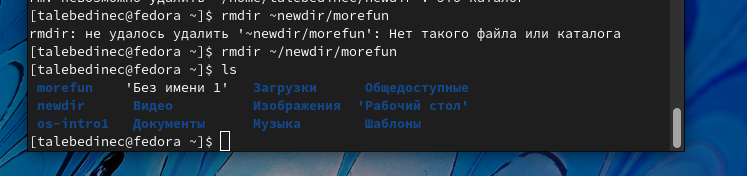 rm: невозможно удалить '/home/talebedinec/newdir': Это каталог
[talebedinec@fedora ~]$ rmdir ~newdir/morefun
rmdir: не удалось удалить '~newdir/morefun': Нет такого файла или каталога
[talebedinec@fedora ~]$ rmdir ~/newdir/morefun
[talebedinec@fedora ~]$ ls
morefun 'Без имени 1' Загрузки Общедоступные
newdir Видео Изображения 'Рабочий стол'
os-intro1 Документы Музыка Шаблоны
[talebedinec@fedora ~]$